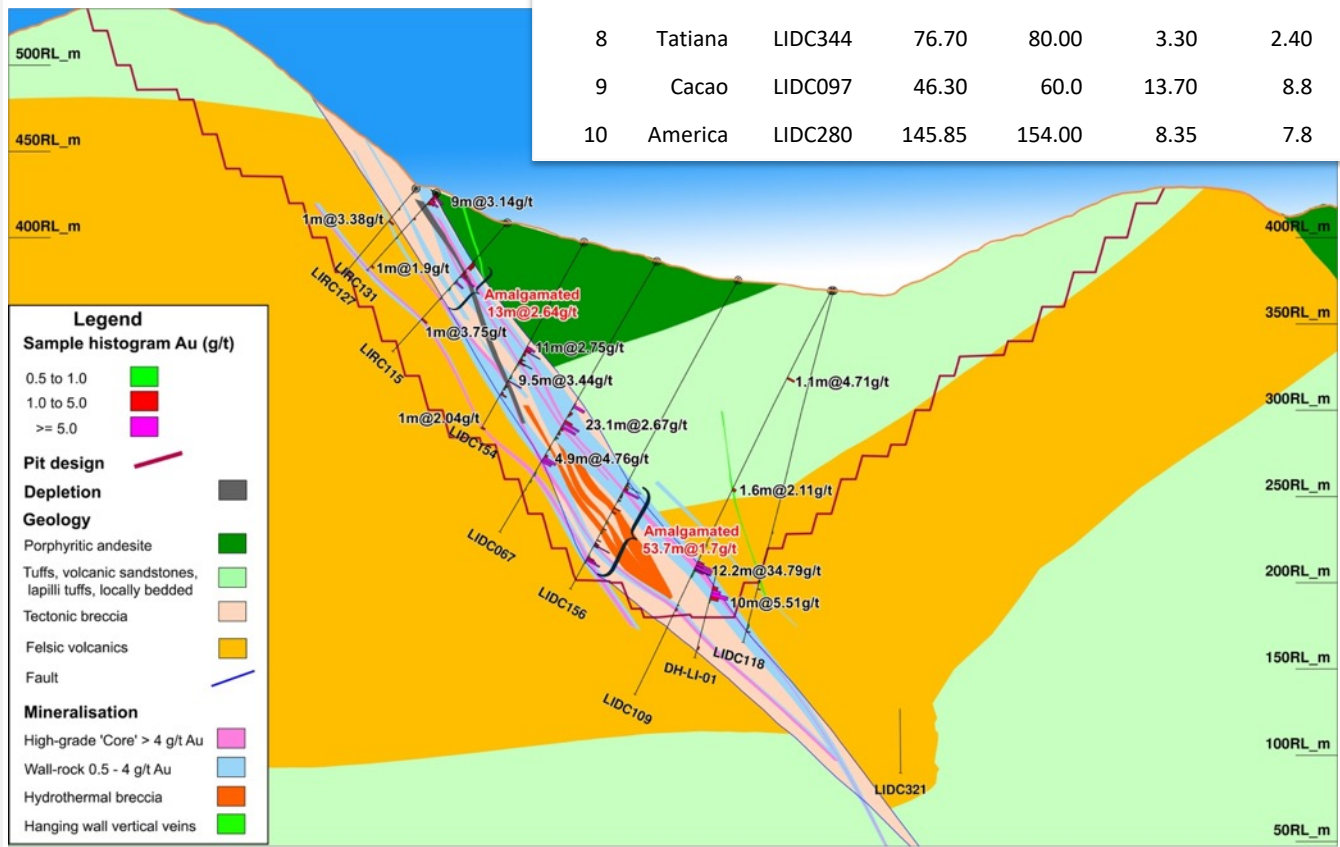 8 Tatiana LIDC344 76.70 80.00 3.30 2.40
9 Cacao LIDC097 46.30 60.0 13.70 8.8
10 America LIDC280 145.85 154.00 8.35 7.8
500RL_m
450RL_m
400RL_m
400RL_m
350RL_m
300RL_m
250RL_m
200RL_m
150RL_m
100RL_m
50RL_m
9m@3.14g/t
1m@3.38g/t
1m@1.9g/t
LIRC131
LIRC127
Amalgamated
13m@2.64g/t
1m@3.75g/t
LIRC115
11m@2.75g/t
9.5m@3.44g/t
1.1m@4.71g/t
1m@2.04g/t
LIDC154
23.1m@2.67g/t
4.9m@4.76g/t
1.6m@2.11g/t
LIDC067
Amalgamated
53.7m@1.7g/t
12.2m@34.79g/t
LIDC156
10m@5.51g/t
LIDC118
DH-LI-01
LIDC109
LIDC321
Legend
Sample histogram Au (g/t)
0.5 to 1.0
1.0 to 5.0
>= 5.0
Pit design
Depletion
Geology
Porphyritic andesite
Tuffs, volcanic sandstones,
lapilli tuffs, locally bedded
Tectonic breccia
Felsic volcanics
Fault
Mineralisation
High-grade 'Core' > 4 g/t Au
Wall-rock 0.5 - 4 g/t Au
Hydrothermal breccia
Hanging wall vertical veins